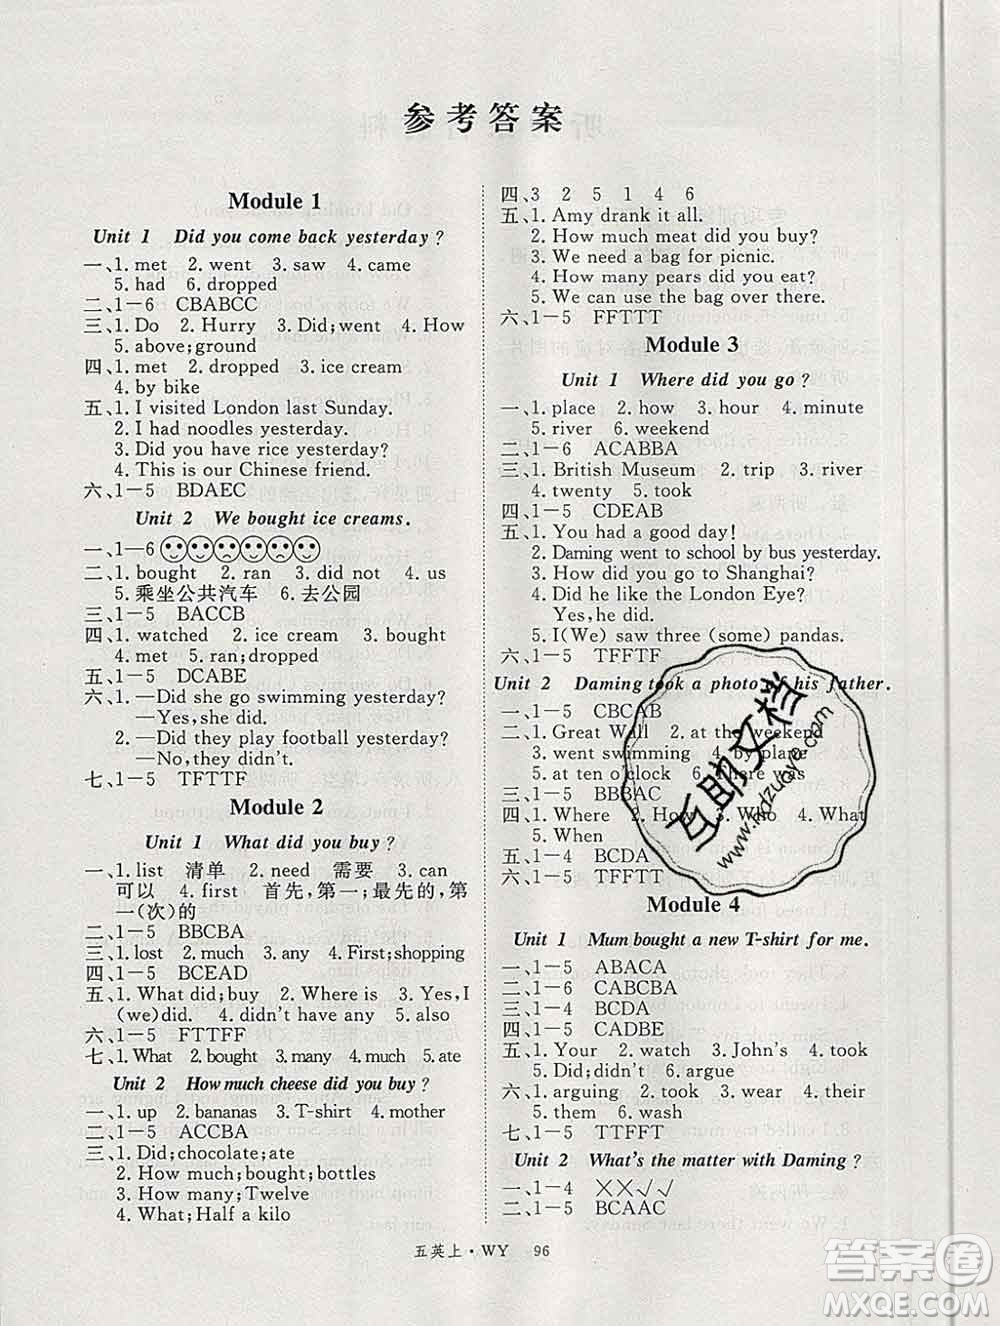 参考答案
Module 1
Unit 1 Did you come back yesterday?
一、1. met 2. went 3. saw 4. came
5. had 6. dropped
二、1—6 CBABCC
三、1. Do 2. Hurry 3. Did;went 4. How
5. above;ground
四、1. met 2. dropped 3. ice cream
4. by bike
五、1. I visited London last Sunday.
2. I had noodles yesterday.
3. Did you have rice yesterday?
4. This is our Chinese friend.
六、1—5 BDAEC
Unit 2 We bought ice creams.
一、1—6
二、1. bought 2. ran 3. did not 4. us
5. 乘坐公共汽车 6. 去公园
三、1—5 BACCB
四、1. watched 2. ice cream 3. bought
4. met 5. ran;dropped
五、1—5 DCABE
六、1. —Did she go swimming yesterday?
—Yes,she did.
2. —Did they play football yesterday?
—No,they didn't.
七、1—5 TFTTF
Module 2
Unit 1 What did you buy?
一、1. list 清单 2. need 需要 3. can
可以 4. first 首先,第一;最先的,第
一(次)的
二、1—5 BBCBA
三、1. lost 2. much 3. any 4. First;shopping
四、1—5 BCEAD
五、1. What did;buy 2. Where is 3. Yes,I
(we)did. 4. didn't have any 5. also
六、1—5 FTTFF
七、1. What 2. bought 3. many 4. much 5. ate
Unit 2 How much cheese did you buy?
一、1. up 2. bananas 3. T-shirt 4. mother
二、1—5 ACCBA
三、1. Did;chocolate;ate
2. How much;bought;bottles
3. How many;Twelve
4. What;Half a kilo
四、3 2 5 1 4 6
五、1. Amy drank it all.
2. How much meat did you buy?
3. We need a bag for picnic.
4. How many pears did you eat?
5. We can use the bag over there.
六、1—5 FFTTT
Module 3
Unit 1 Where did you go?
一、1. place 2. how 3. hour 4. minute
5. river 6. weekend
二、1—6 ACABBA
三、1. British Museum 2. trip 3. river
4. twenty 5. took
四、1—5 CDEAB
五、1. You had a good day!
2. Daming went to school by bus yesterday.
3. How did you go to Shanghai?
4. Did he like the London Eye?
Yes,he did.
5. I(We) saw three (some) pandas.
六、1—5 TFFTF
Unit 2 Daming took a photo of his father.
一、1—5 CBCAB
二、1. Great Wall 2. at the weekend
3. went swimming 4. by plane
5. at ten o'clock 6. There was
三、1—5 BBBAC
四、1. Where 2. How 3. Who 4. What
5. When
五、1—4 BCDA
六、1—5 TFFTT
Module 4
Unit 1 Mum bought a new T-shirt for me.
一、1—5 ABACA
二、1—6 CABCBA
三、1—4 BCDA
四、1—5 CADBE
五、1. Your 2. watch 3. John's 4. took
5. Did;didn't 6. argue
六、1. arguing 2. took 3. wear 4. their
5. them 6. wash
七、1—5 TTFFT
Unit 2 What's the matter with Daming?
一、1—4 ××√√
二、1—5 BCAAC
五英上·WY 96
互助文档
www.hdzuoye.com
答案圈
MXQE.COM